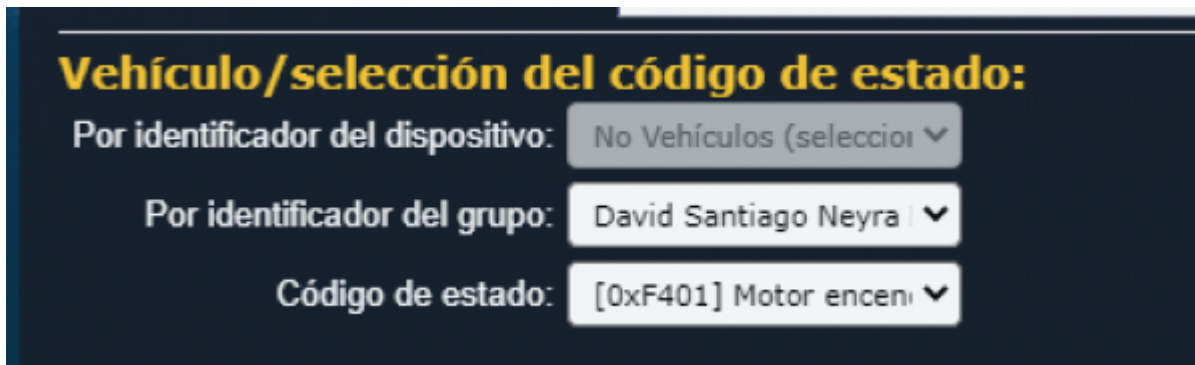 Vehículo/selección del código de estado:
Por identificador del dispositivo: No Vehículos (seleccion
Por identificador del grupo: David Santiago Neyra
Código de estado: [0xF401] Motor encen